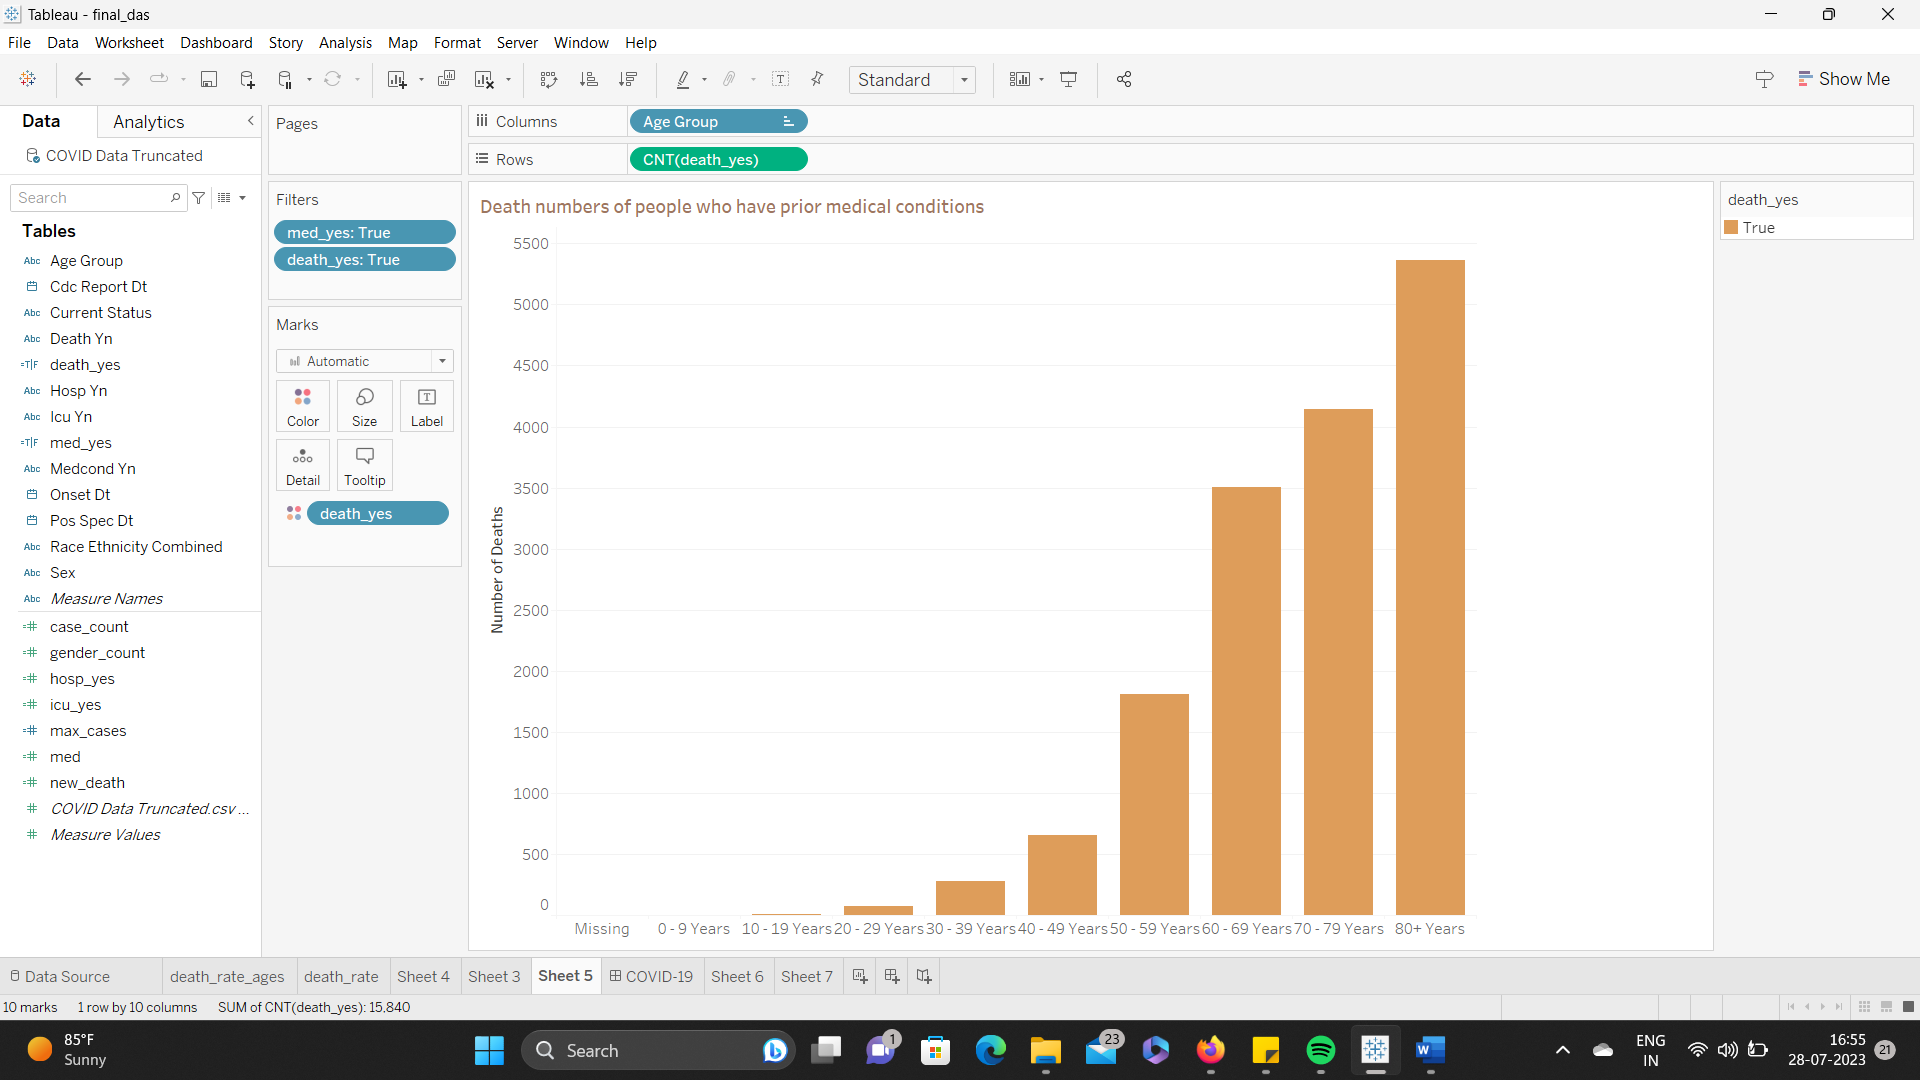 Tableau - final_das
File Data Worksheet Dashboard Story Analysis Map Format Server Window Help
Standard
Show Me
Data Analytics
COVID Data Truncated
Search
Tables
Abc Age Group
Cdc Report Dt
Abc Current Status
Abc Death Yn
=T|F death_yes
Abc Hosp Yn
Abc Icu Yn
=T|F med_yes
Abc Medcond Yn
Onset Dt
Pos Spec Dt
Abc Race Ethnicity Combined
Abc Sex
Abc Measure Names
=# case_count
=# gender_count
=# hosp_yes
=# icu_yes
=# max_cases
=# med
=# new_death
# COVID Data Truncated.csv ...
# Measure Values
Pages
Filters
med_yes: True
death_yes: True
Marks
Automatic
Color Size Label
Detail Tooltip
death_yes
Columns Age Group
Rows CNT(death_yes)
Death numbers of people who have prior medical conditions
5500
5000
4500
4000
3500
3000
2500
2000
1500
1000
500
0
Number of Deaths
Missing 0 - 9 Years 10 - 19 Years 20 - 29 Years 30 - 39 Years 40 - 49 Years 50 - 59 Years 60 - 69 Years 70 - 79 Years 80+ Years
death_yes
True
Data Source death_rate_ages death_rate Sheet 4 Sheet 3 Sheet 5 COVID-19 Sheet 6 Sheet 7
10 marks 1 row by 10 columns SUM of CNT(death_yes): 15,840
85°F
Sunny
Search
1
23
ENG
IN
16:55
28-07-2023
21